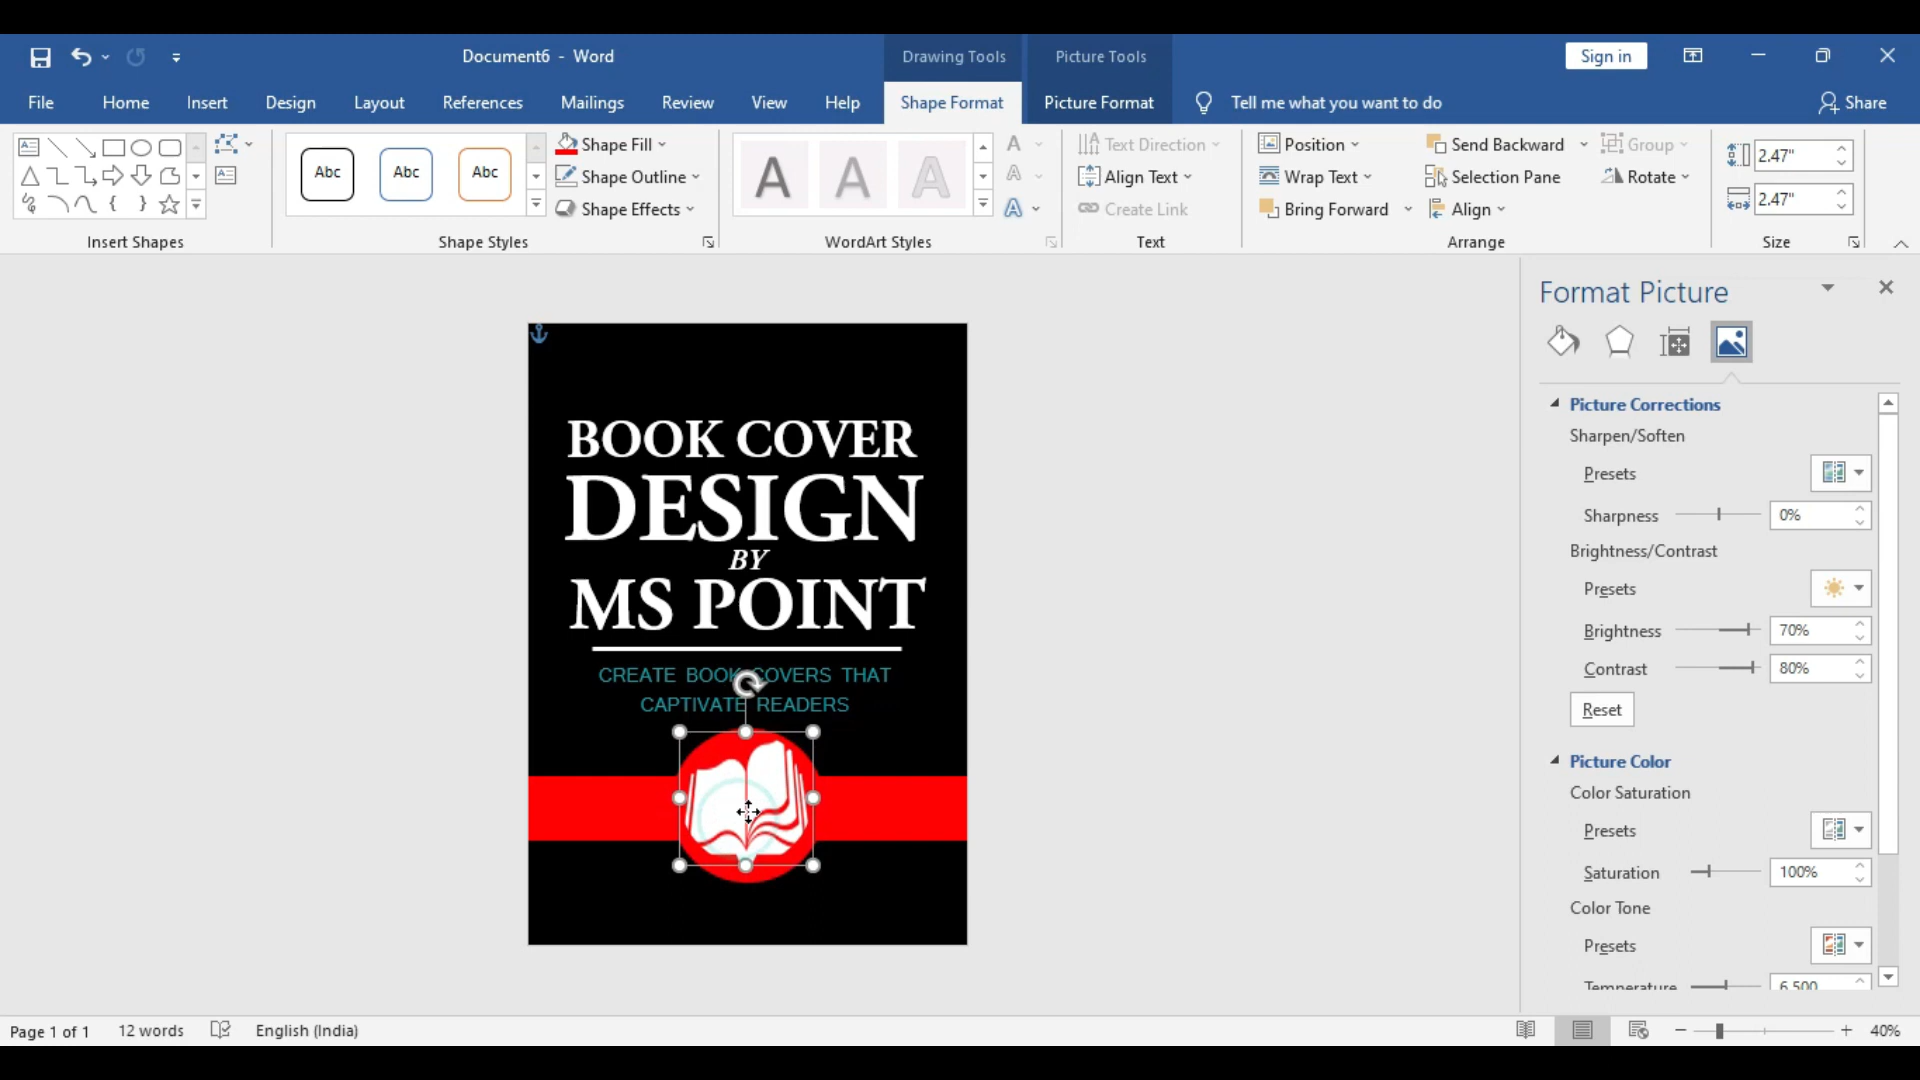 Document6 - Word
Drawing Tools
Picture Tools
Sign in
File
Home
Insert
Design
Layout
References
Mailings
Review
View
Help
Shape Format
Picture Format
Tell me what you want to do
Share
Abc
Abc
Abc
Shape Fill
Shape Outline
Shape Effects
A
A
A
A
A
A
Text Direction
Align Text
Create Link
Position
Wrap Text
Bring Forward
Send Backward
Selection Pane
Align
Group
Rotate
2.47"
2.47"
Insert Shapes
Shape Styles
WordArt Styles
Text
Arrange
Size
BOOK COVER
DESIGN
BY
MS POINT
CREATE BOOK COVERS THAT
CAPTIVATE READERS
Format Picture
Picture Corrections
Sharpen/Soften
Presets
Sharpness
0%
Brightness/Contrast
Presets
Brightness
70%
Contrast
80%
Reset
Picture Color
Color Saturation
Presets
Saturation
100%
Color Tone
Presets
Temperature
6,500
Page 1 of 1
12 words
English (India)
40%